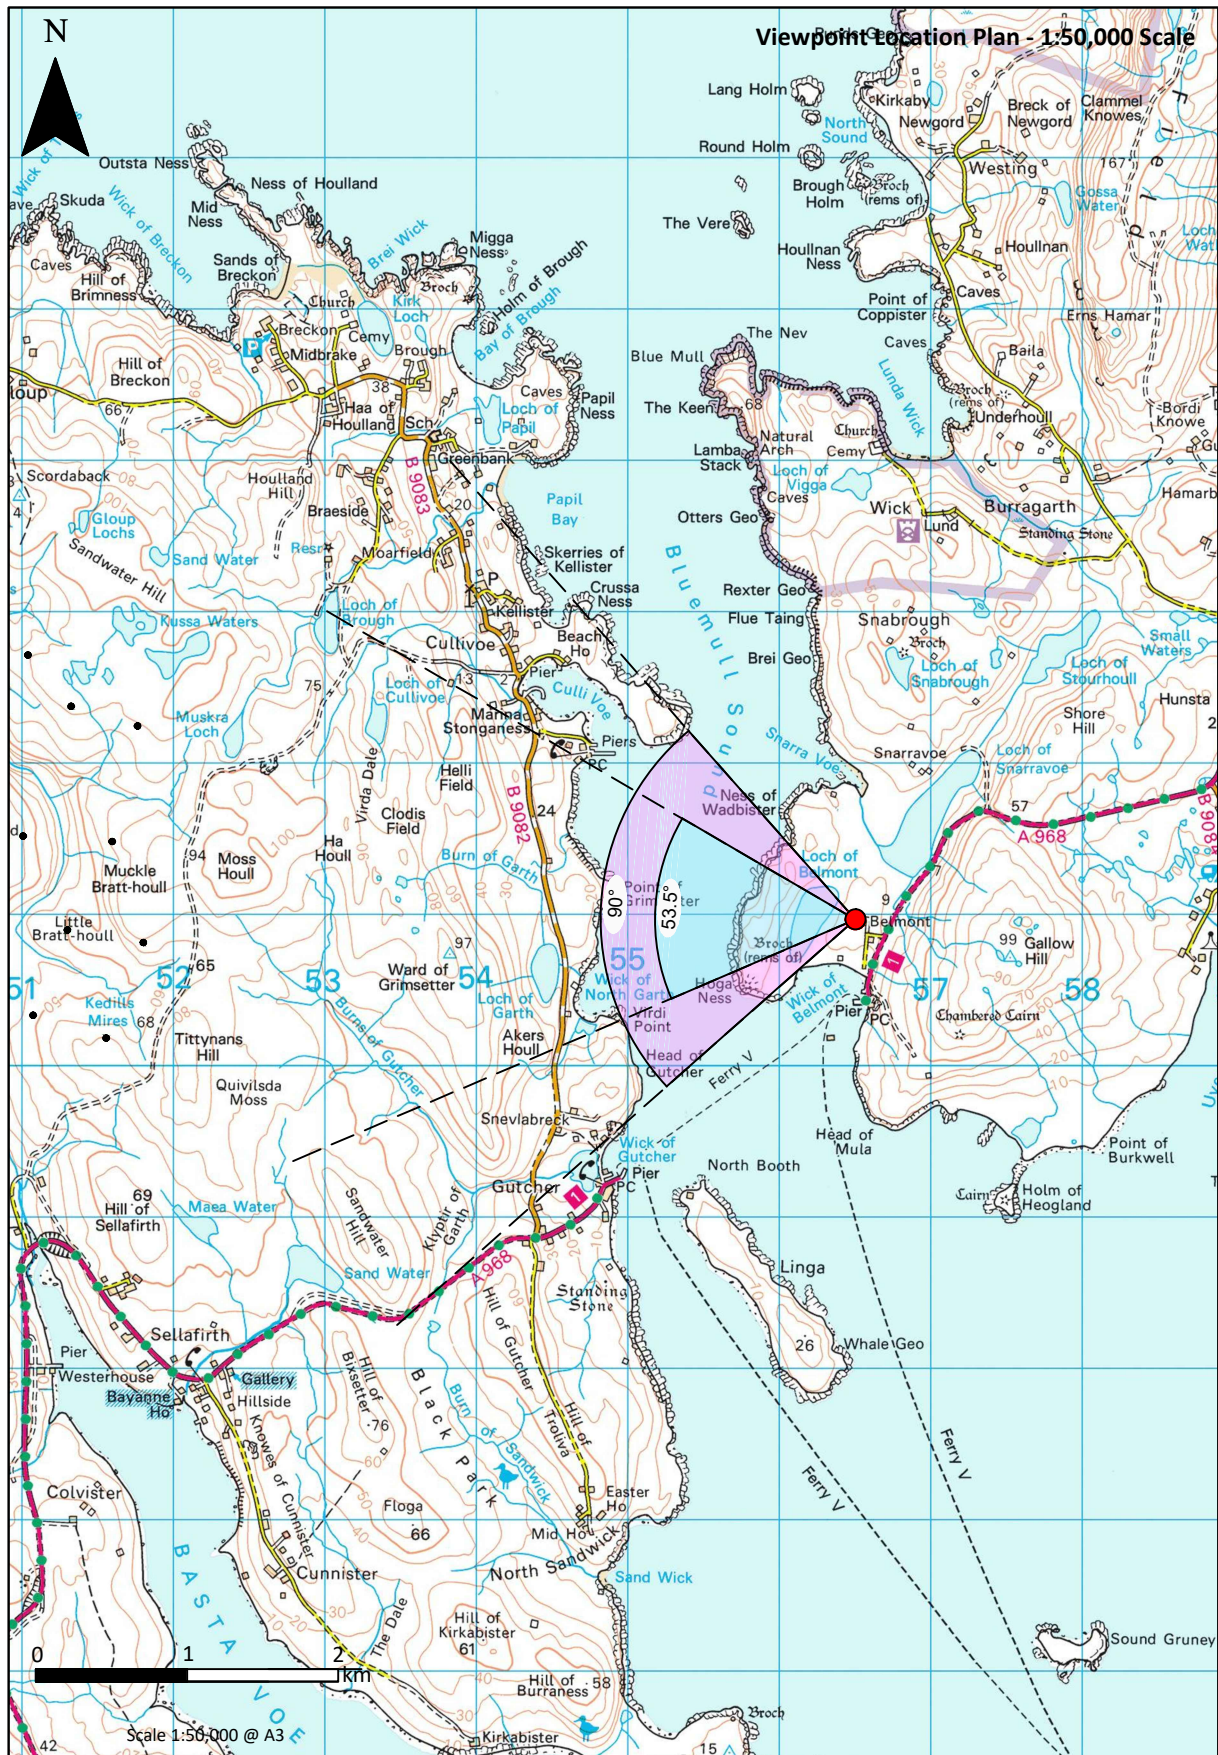 N
Viewpoint Location Plan - 1:50,000 Scale
Lang Holm
Kirkaby
Newgord
Breck of
Newgord
Clammel
Knowes
Field
North
Sound
Round Holm
167
Westing
Outsta Ness
Ness of Houlland
Brough
Holm
Broch
(rems of)
Gossa
Water
Skuda
Wick of Breckon
Mid
Ness
The Vere
Houllnan
Ness
Houllnan
Caves
Hill of
Brimness
Sands of
Breckon
Brei Wick
Migga
Ness
Broch
Holm of Brough
Bay of Brough
Church
Kirk
Loch
Caves
Point of
Coppister
Erns Hamar
P
Breckon
Cemy
Midbrake
Brough
The Nev
Blue Mull
Caves
Baila
Hill of
Breckon
38
Caves
Papil
Ness
Lunda Wick
Broch
(rems of)
Underhoull
66
Haa of
Houlland
Sch
Loch of
Papil
The Keen
68
Bordi
Knowe
Greenbank
Natural
Arch
Church
Cemy
Lamba
Stack
Loch of
Vigga
Caves
Scordaback
Houlland
Hill
B 9083
20
Papil
Bay
Wick
Lund
Burragarth
Hamarb
Gloup
Lochs
Braeside
Otters Geo
Standing Stone
Sandwater Hill
Sand Water
Resr
Moarfield
Skerries of
Kellister
Bluemull Sound
P
Crussa
Ness
Rexter Geo
Kussa Waters
Loch of
Brough
Kellister
Flue Taing
Snabrough
Broch
Small
Waters
Cullivoe
Beach
Ho
Brei Geo
Loch of
Snabrough
Loch of
Stourhoull
Pier
75
Loch of
Cullivoe
13
2
Culli Voe
Hunsta
Muskra
Loch
Marina
Stonganess
Shore
Hill
Piers
PC
Snarra Voe
Snarravoe
Loch of
Snarravoe
Virda Dale
Helli
Field
B 9082
Ness of
Wadbister
24
Clodis
Field
57
A 968
Ha
Houll
94
Moss
Houll
Burn of Garth
Loch of
Belmont
Muckle
Bratt-houll
90°
53.5°
9
Belmont
Little
Bratt-houll
97
Broch
(rems of)
99
Gallow
Hill
51
52
65
53
Ward of
Grimsetter
54
55
57
58
Wick of
North Garth
Hoga
Ness
Wick of
Belmont
1
Kedills
Mires
68
Burns of Gutcher
Loch of
Garth
Virdi
Point
Pier
PC
Chambered Cairn
Tittynans
Hill
Akers
Houll
Head of
Gutcher
Ferry V
Quivilsda
Moss
Snevlabreck
Wick of
Gutcher
Head of
Mula
Point of
Burkwell
Pier
North Booth
Gutcher
1
69
Hill of
Sellafirth
Maea Water
Sandwater
Hill
Klyptir of
Garth
Cairn
Holm of
Heogland
Sand Water
A 968
Linga
Standing
Stone
Sellafirth
Hill of Gutcher
26
Whale Geo
Pier
Westerhouse
Gallery
Hill of
Bixsetter
Bayanne
Ho
Hillside
Black Park
Burn of Sandwick
Hill of
Troliva
76
Knowes of Cunnister
Ferry V
Colvister
Ferry V
Floga
66
Easter
Ho
Mid Ho
North Sandwick
Cunnister
Sand Wick
BASTA VOE
The Dale
Hill of
Kirkabister
61
Sound Gruney
0
1
2
km
Hill of
Burraness
58
Broch
Scale 1:50,000 @ A3
42
Kirkabister
15